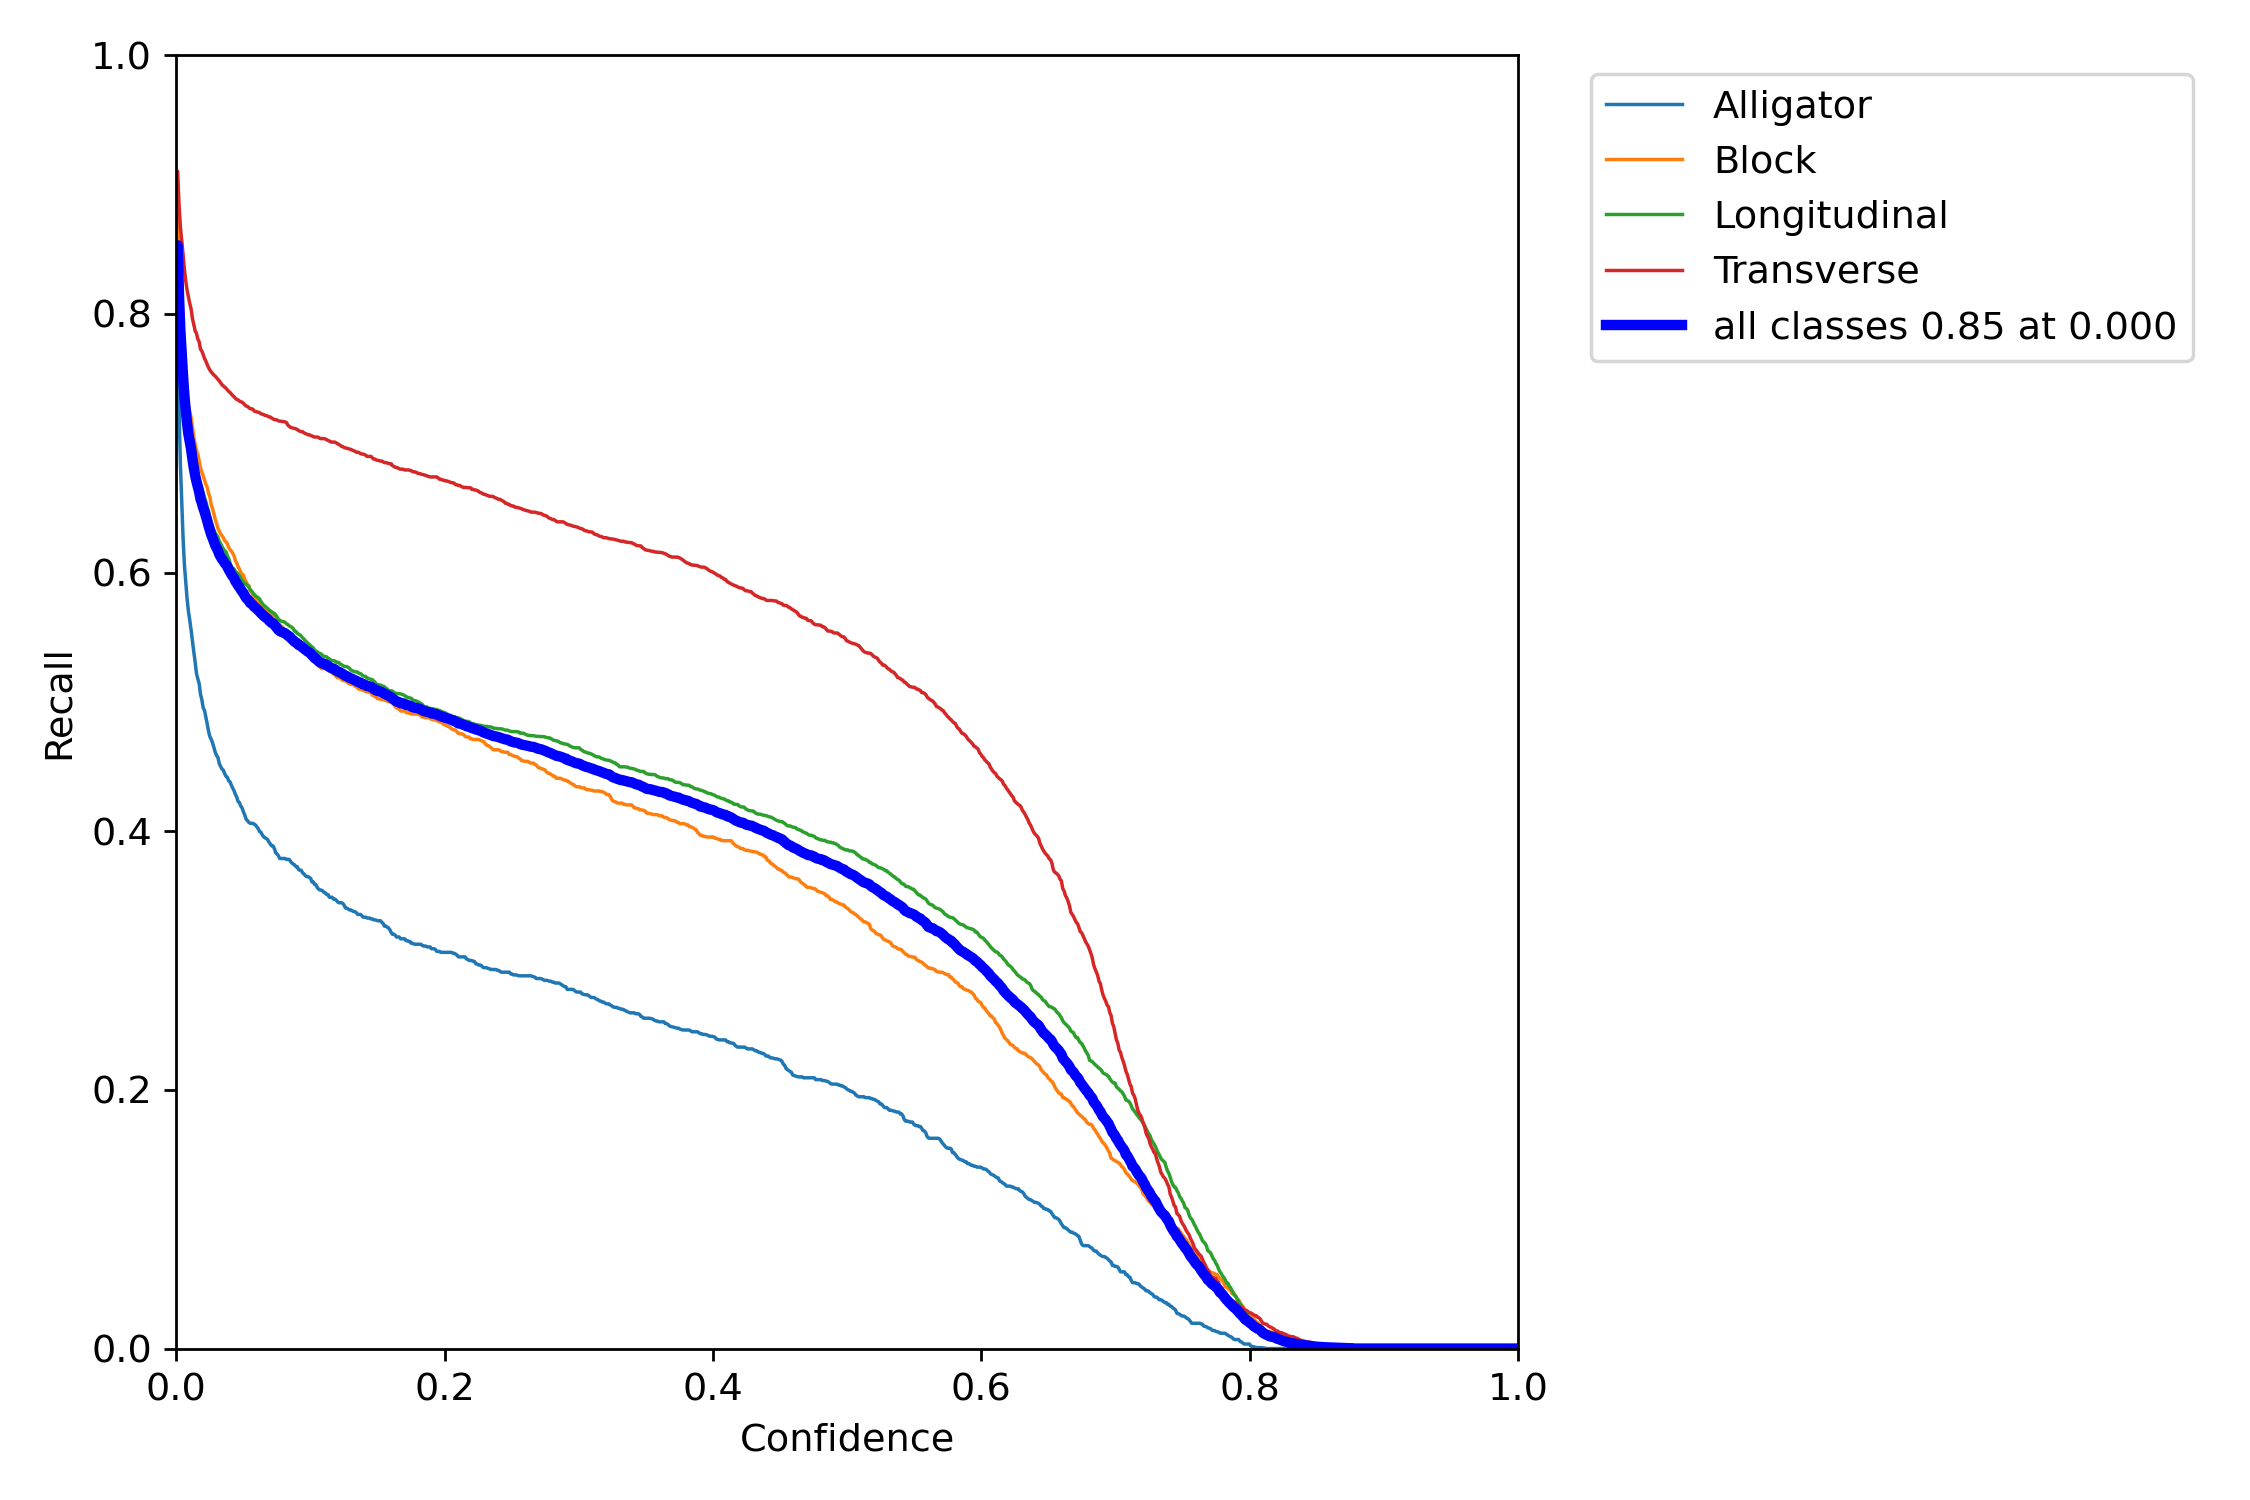 1.0
0.8
0.6
0.4
0.2
0.0
Recall
0.0 0.2 0.4 0.6 0.8 1.0
Confidence
Alligator
Block
Longitudinal
Transverse
all classes 0.85 at 0.000